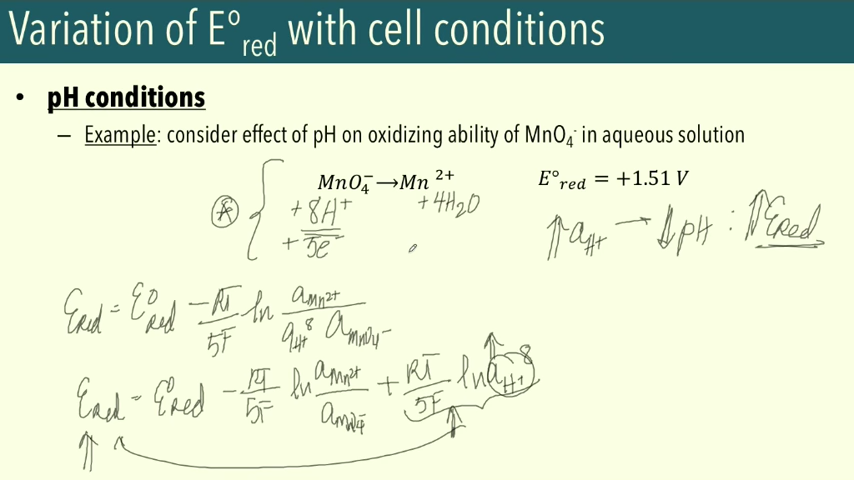 Variation of E°red with cell conditions
• pH conditions
– Example: consider effect of pH on oxidizing ability of MnO4- in aqueous solution
MnO₄⁻ ⟶ Mn ²⁺ E°red = +1.51 V
+ 8H⁺ + 4H₂O
+ 5e⁻
↑ aH+ → ↓ pH : ↑ Ered
Ered = E°red − RT/5F ln aMn²⁺ / aH+⁸ aMnO4⁻
Ered = E°red − RT/5F ln aMn²⁺ / aMnO4⁻ + RT/5F ln aH+⁸